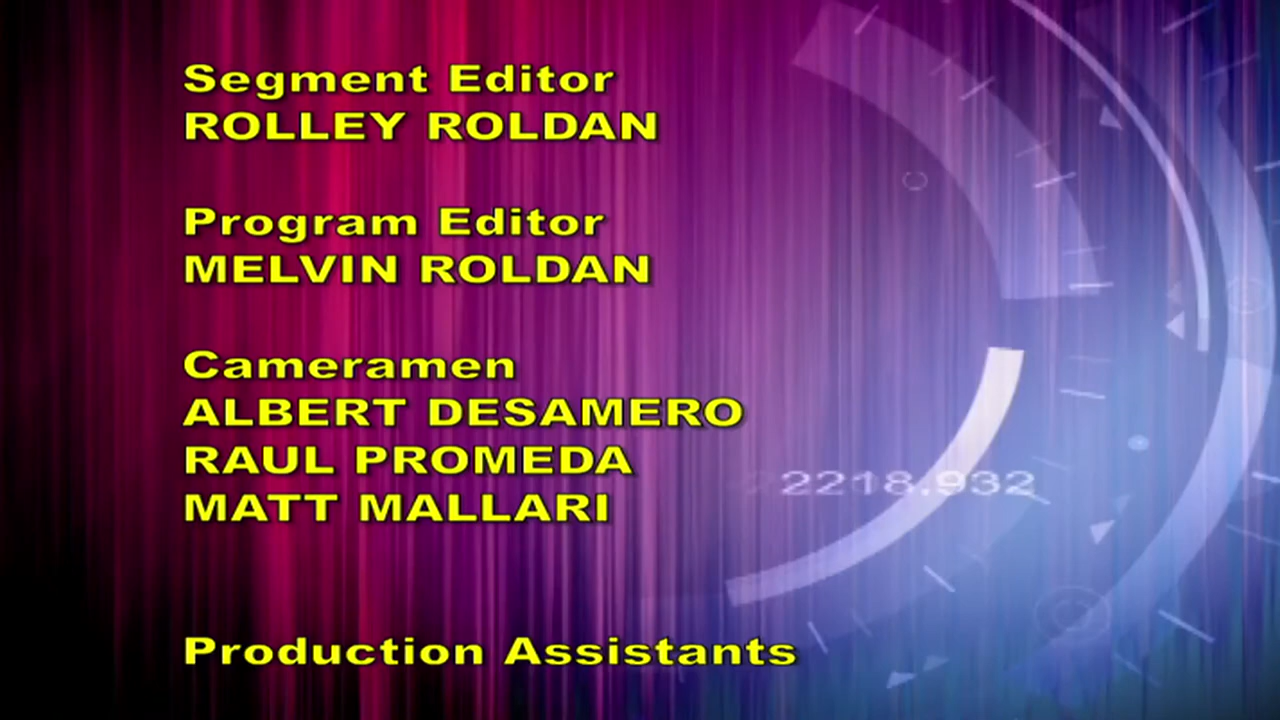 Segment Editor
ROLLEY ROLDAN
Program Editor
MELVIN ROLDAN
Cameramen
ALBERT DESAMERO
RAUL PROMEDA
MATT MALLARI
2218.932
Production Assistants